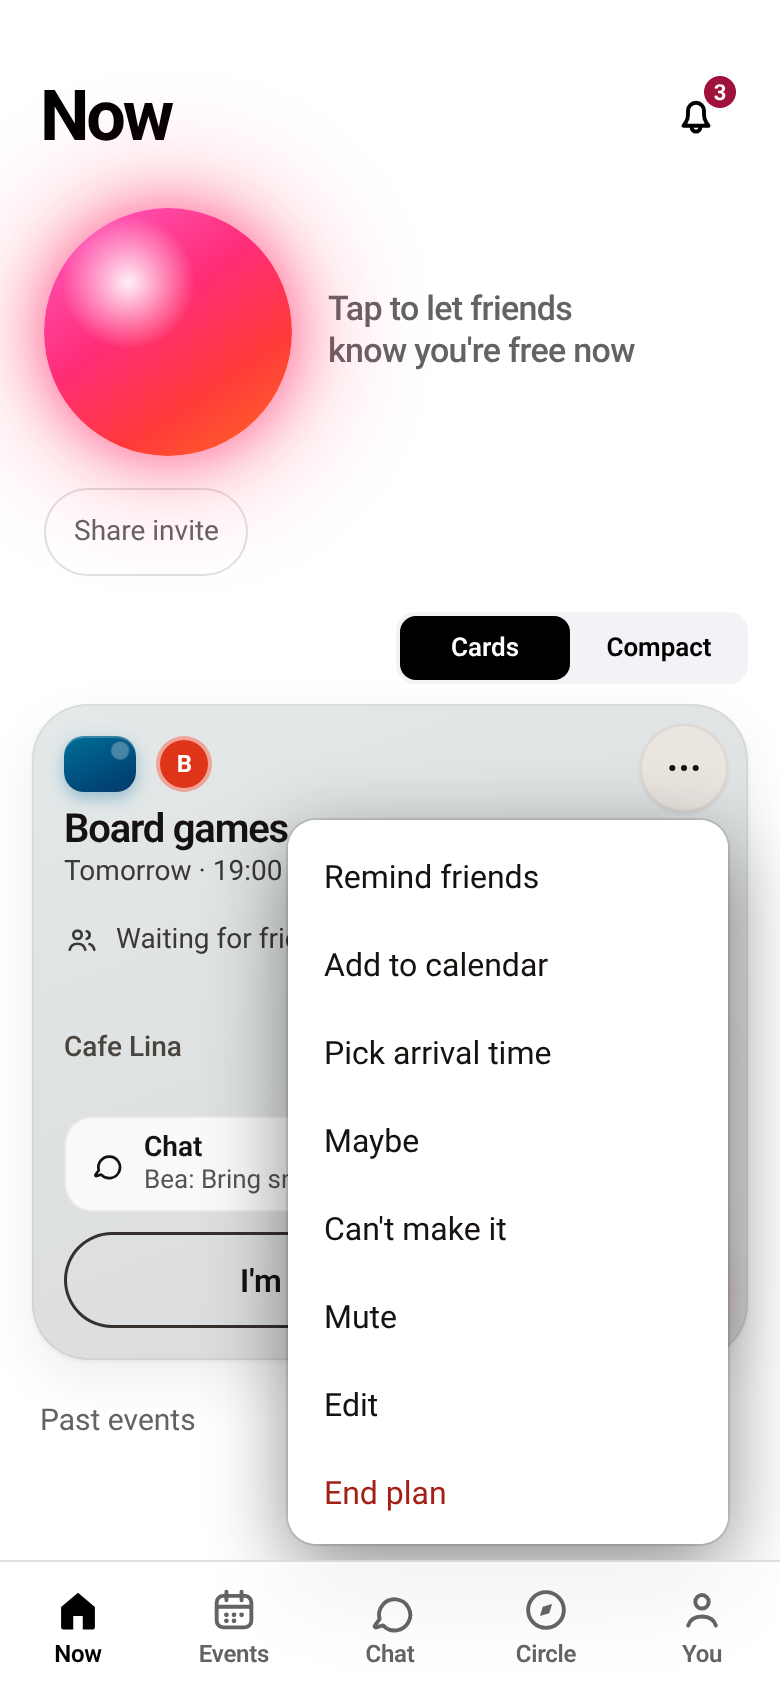 Now
3
Tap to let friends
know you're free now
Share invite
Cards
Compact
B
Board games
Tomorrow · 19:00
Waiting for
Cafe Lina
Chat
Bea: Bring
I'm
Remind friends
Add to calendar
Pick arrival time
Maybe
Can't make it
Mute
Edit
End plan
Past events
Now
Events
Chat
Circle
You